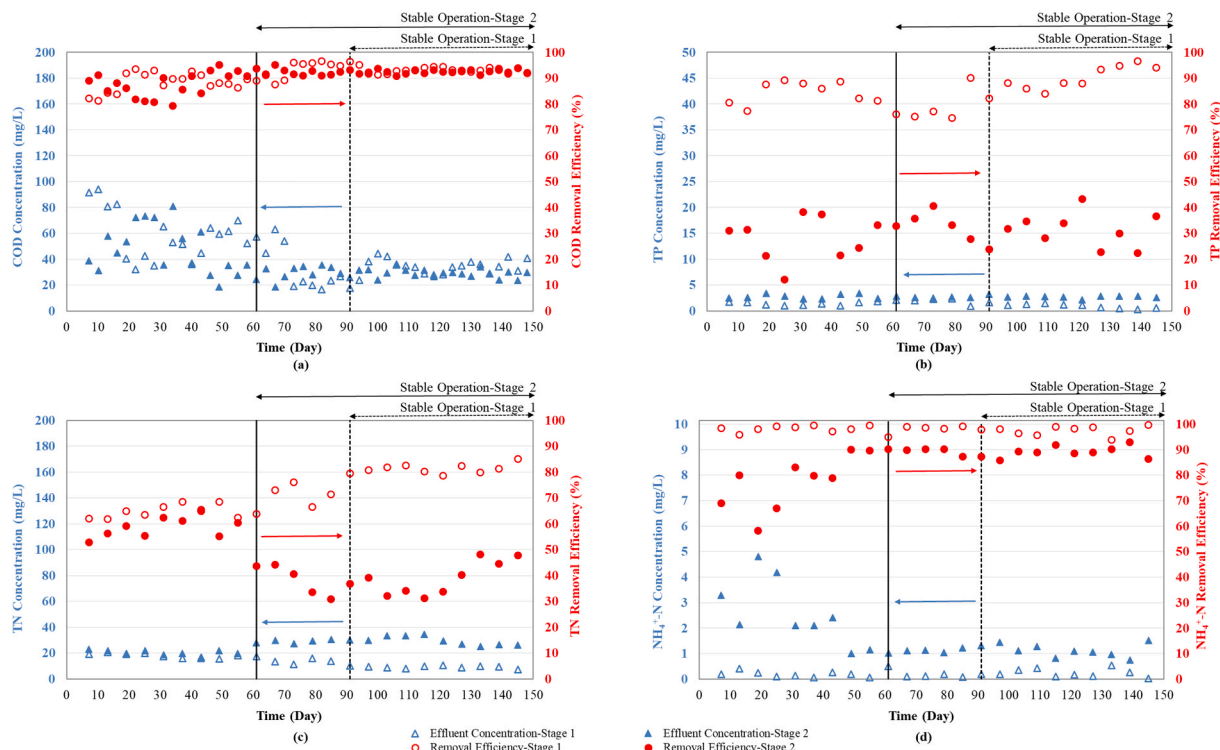 Stable Operation-Stage 2
Stable Operation-Stage 1
200
180
160
140
120
100
80
60
40
20
0
100
90
80
70
60
50
40
30
20
10
0
COD Concentration (mg/L)
COD Removal Efficiency (%)
0 10 20 30 40 50 60 70 80 90 100 110 120 130 140 150
Time (Day)
(a)
Stable Operation-Stage 2
Stable Operation-Stage 1
50
45
40
35
30
25
20
15
10
5
0
100
90
80
70
60
50
40
30
20
10
0
TP Concentration (mg/L)
TP Removal Efficiency (%)
0 10 20 30 40 50 60 70 80 90 100 110 120 130 140 150
Time (Day)
(b)
Stable Operation-Stage 2
Stable Operation-Stage 1
200
180
160
140
120
100
80
60
40
20
0
100
90
80
70
60
50
40
30
20
10
0
TN Concentration (mg/L)
TN Removal Efficiency (%)
0 10 20 30 40 50 60 70 80 90 100 110 120 130 140 150
Time (Day)
(c)
Stable Operation-Stage 2
Stable Operation-Stage 1
10
9
8
7
6
5
4
3
2
1
0
100
90
80
70
60
50
40
30
20
10
0
NH₄⁺-N Concentration (mg/L)
NH₄⁺-N Removal Efficiency (%)
0 10 20 30 40 50 60 70 80 90 100 110 120 130 140 150
Time (Day)
(d)
Effluent Concentration-Stage 1
Effluent Concentration-Stage 2
Removal Efficiency-Stage 1
Removal Efficiency-Stage 2